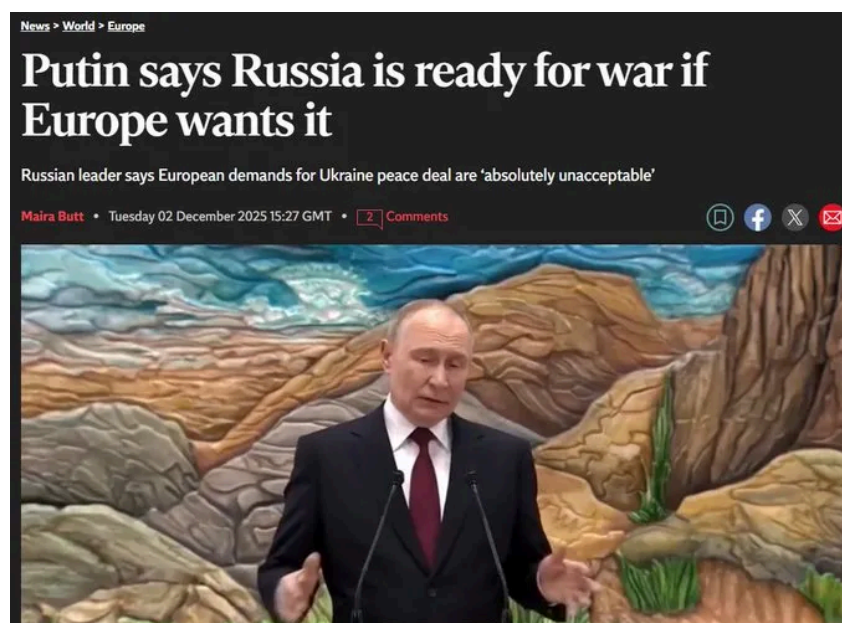 News > World > Europe
Putin says Russia is ready for war if
Europe wants it
Russian leader says European demands for Ukraine peace deal are ‘absolutely unacceptable’
Maira Butt • Tuesday 02 December 2025 15:27 GMT • 2 Comments